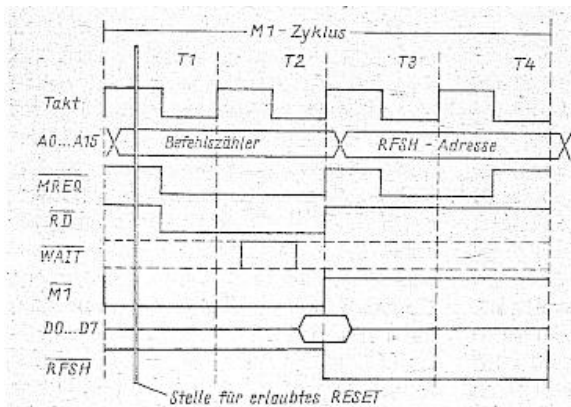 M1-Zyklus
T1 T2 T3 T4
Takt
A0...A15 Befehlszähler RFSH-Adresse
MREQ
RD
WAIT
M1
D0...D7
RFSH
Stelle für erlaubtes RESET